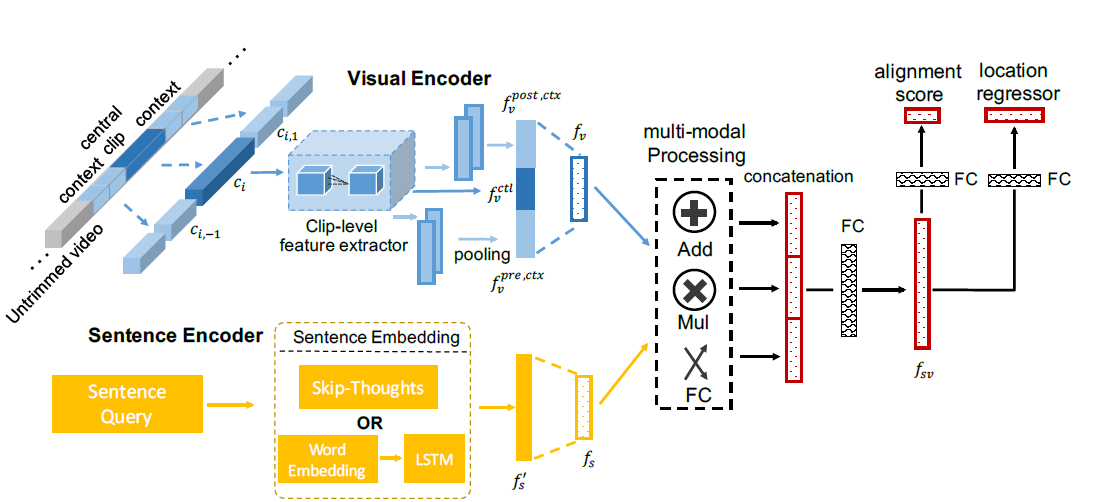 Visual Encoder
context
central
clip
context
Untrimmed video
c_{i,1}
c_i
c_{i,-1}
Clip-level
feature extractor
pooling
f_v^{post,ctx}
f_v^{ctl}
f_v^{pre,ctx}
f_v
multi-modal
Processing
Add
Mul
FC
concatenation
FC
f_{sv}
alignment
score
location
regressor
FC
FC
Sentence Encoder
Sentence Embedding
Sentence
Query
Skip-Thoughts
OR
Word
Embedding
LSTM
f_s'
f_s